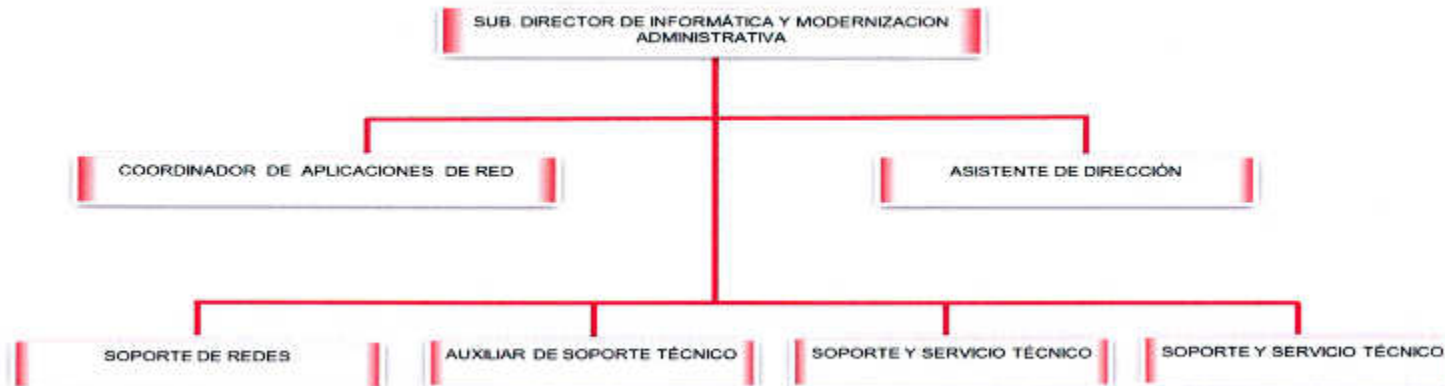 SUB. DIRECTOR DE INFORMÁTICA Y MODERNIZACION
ADMINISTRATIVA
COORDINADOR DE APLICACIONES DE RED
ASISTENTE DE DIRECCIÓN
SOPORTE DE REDES
AUXILIAR DE SOPORTE TÉCNICO
SOPORTE Y SERVICIO TÉCNICO
SOPORTE Y SERVICIO TÉCNICO